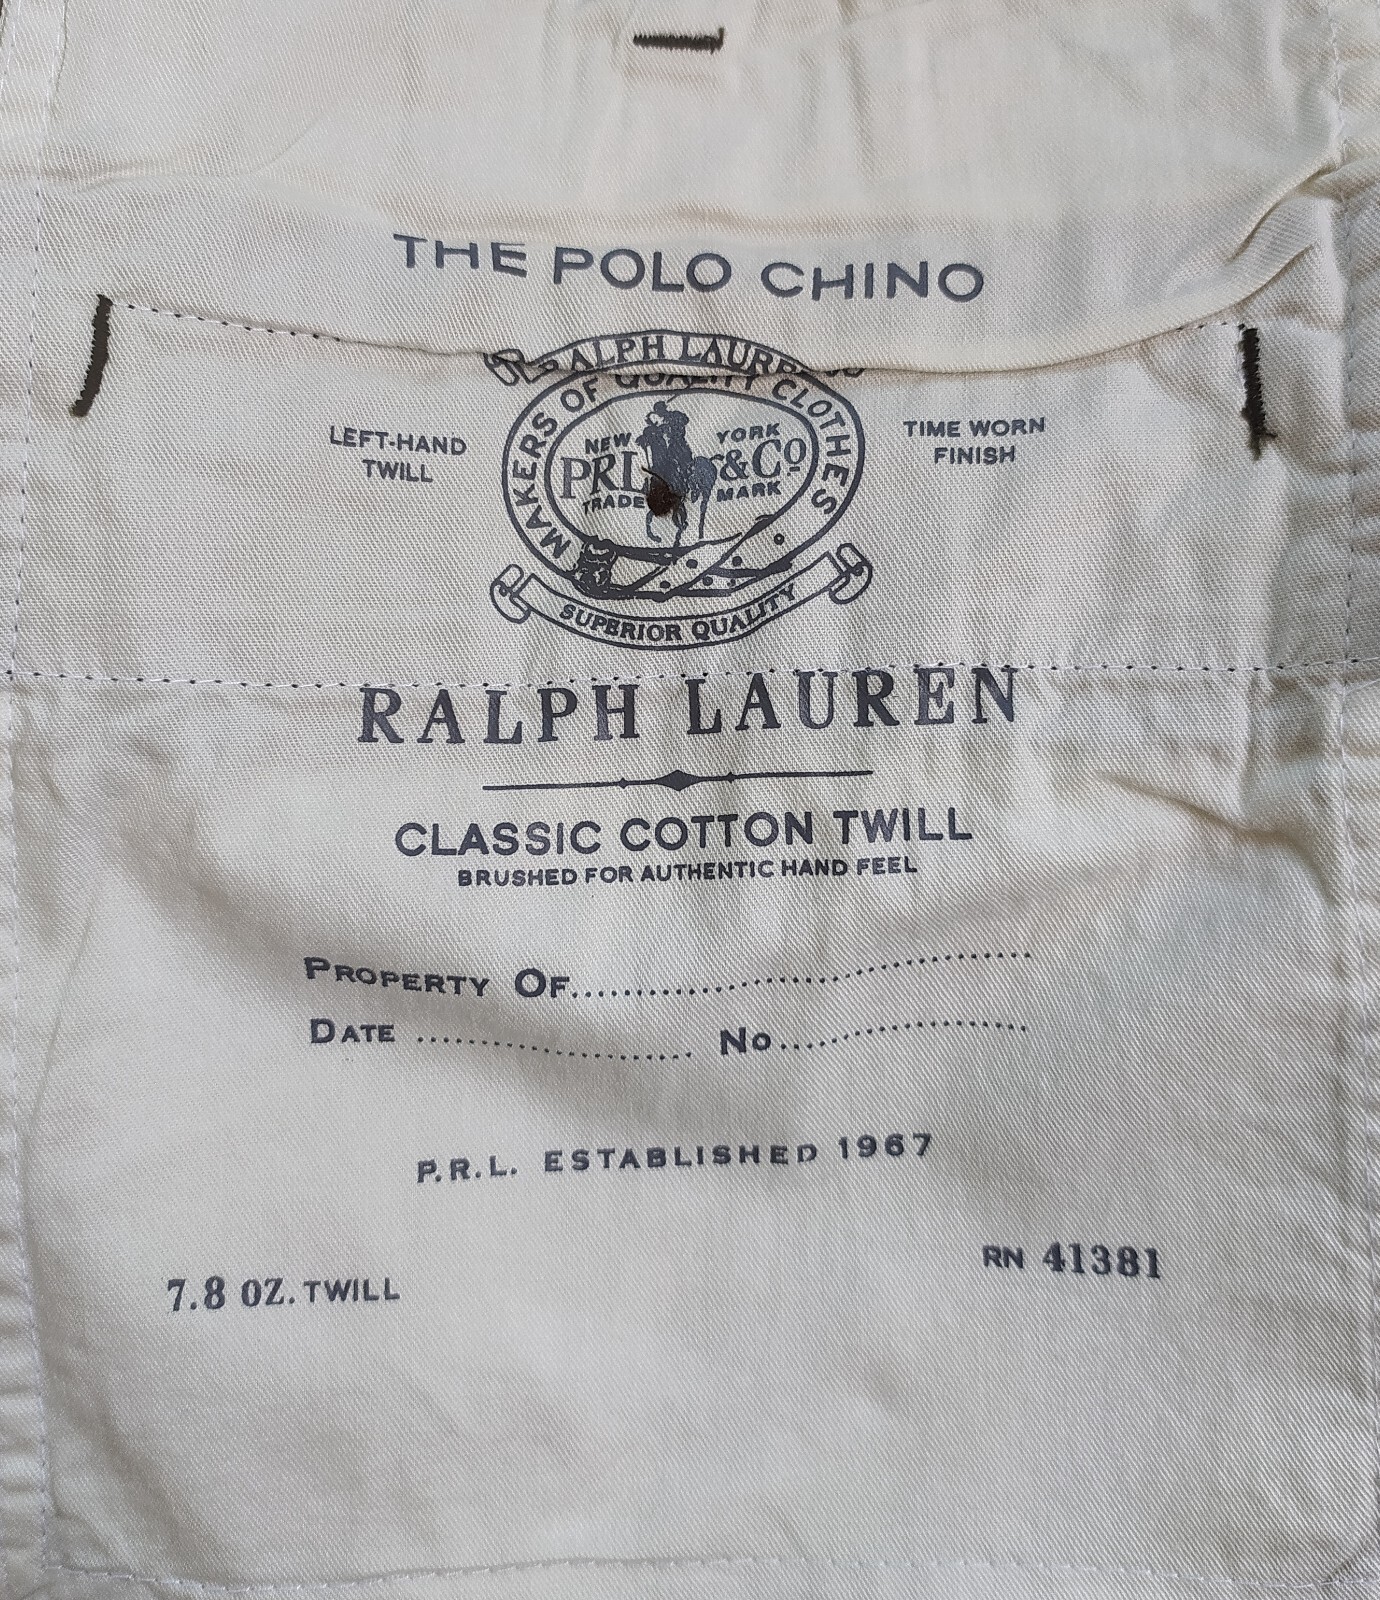 THE POLO CHINO
RALPH LAUREN
MAKERS OF QUALITY CLOTHES
LEFT-HAND
TWILL
NEW YORK
PRL & Co
TRADE MARK
TIME WORN
FINISH
SUPERIOR QUALITY
RALPH LAUREN
CLASSIC COTTON TWILL
BRUSHED FOR AUTHENTIC HAND FEEL
PROPERTY OF
DATE No
P.R.L. ESTABLISHED 1967
RN 41381
7.8 OZ. TWILL